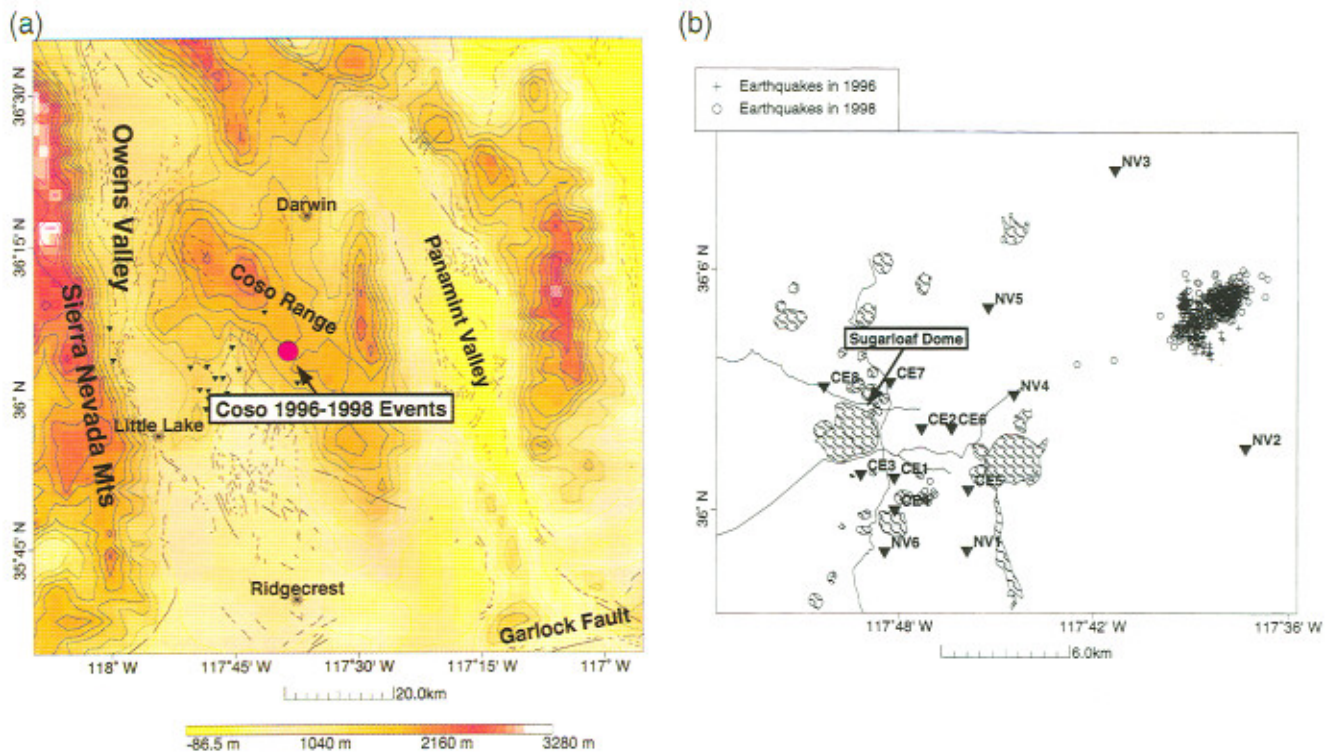 (a)
36°30' N
36°15' N
36° N
35°45' N
Owens Valley
Sierra Nevada Mts
Darwin
Coso Range
Panamint Valley
Coso 1996-1998 Events
Little Lake
Ridgecrest
Garlock Fault
118° W
117°45' W
117°30' W
117°15' W
117° W
20.0km
-86.5 m
1040 m
2160 m
3280 m
(b)
+ Earthquakes in 1996
○ Earthquakes in 1998
NV3
36°6' N
NV5
Sugarloaf Dome
CE8
CE7
NV4
CE2
CE6
NV2
CE3
CE1
CE5
36° N
CE4
NV6
NV1
117°48' W
117°42' W
117°36' W
6.0km